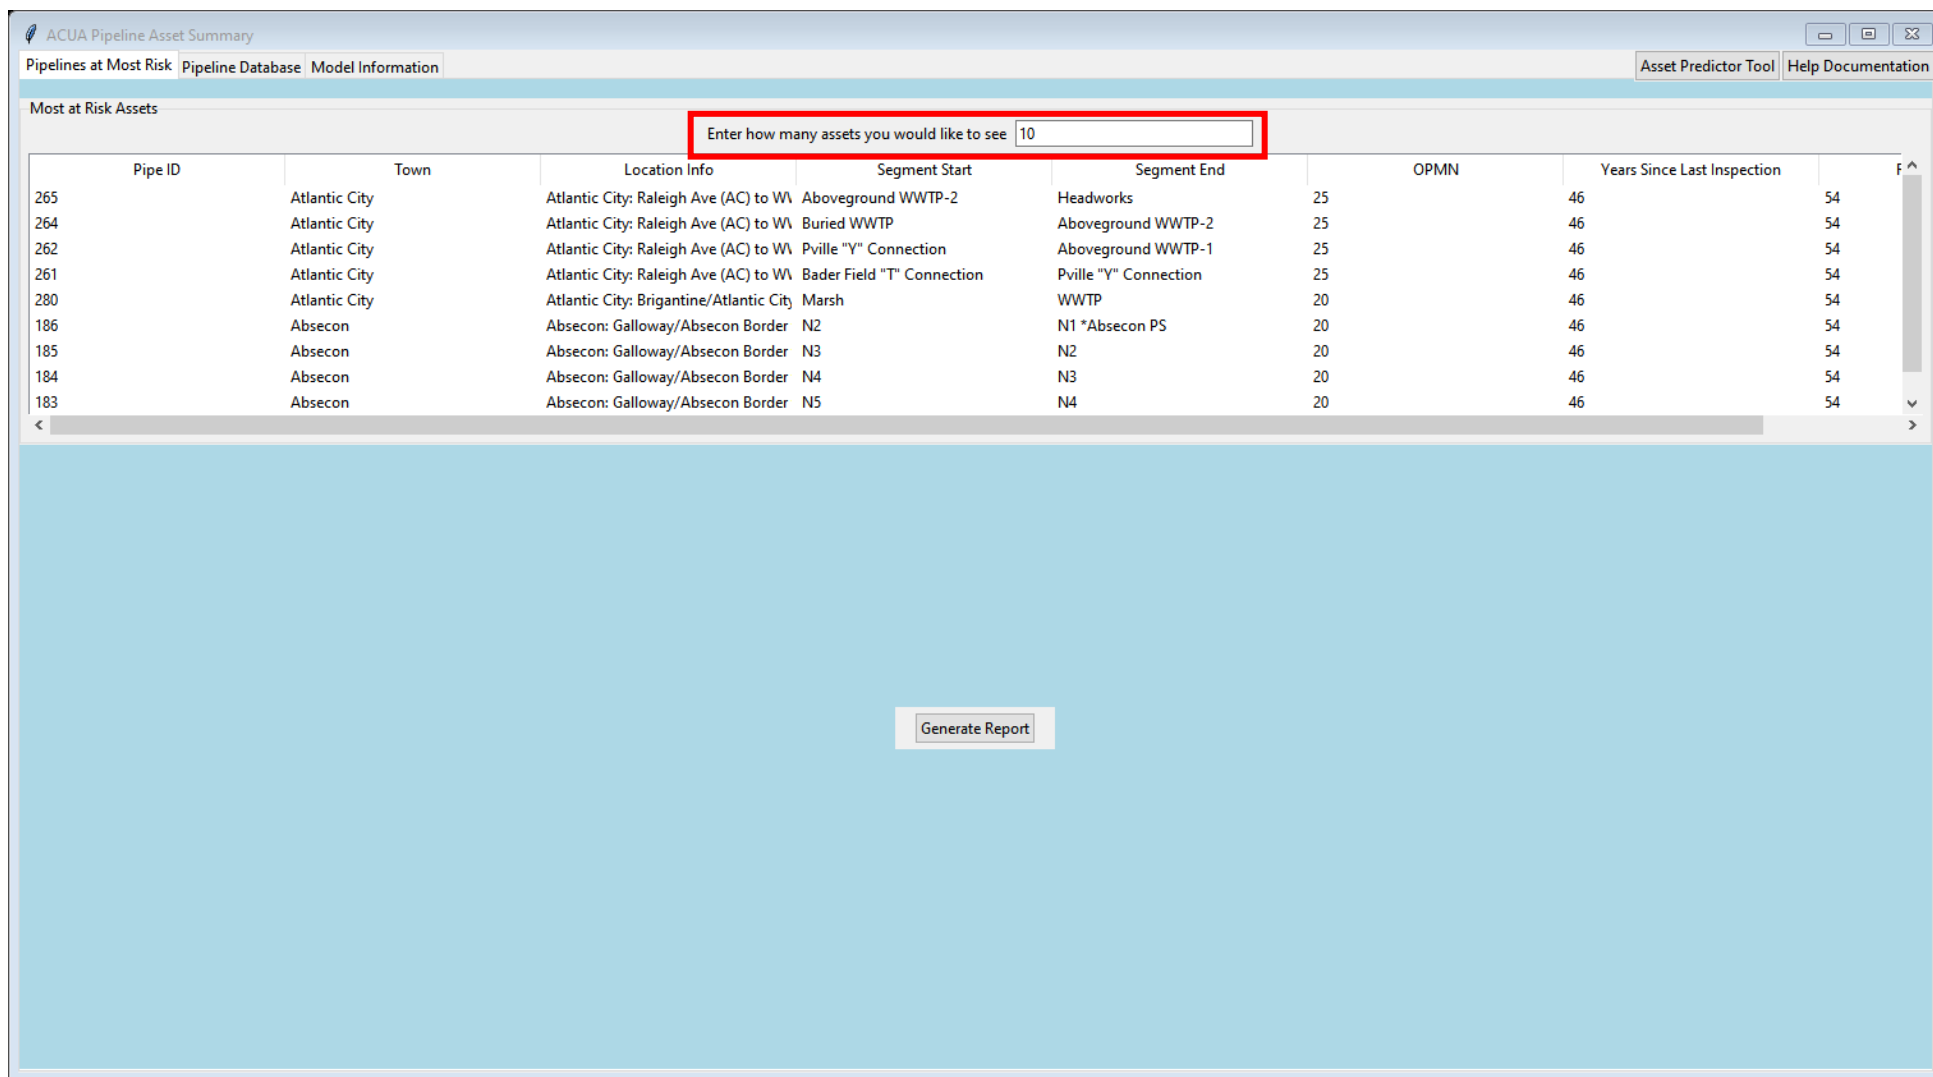 ACUA Pipeline Asset Summary
Pipelines at Most Risk Pipeline Database Model Information Asset Predictor Tool Help Documentation
Most at Risk Assets
Enter how many assets you would like to see 10
Pipe ID Town Location Info Segment Start Segment End OPMN Years Since Last Inspection
265 Atlantic City Atlantic City: Raleigh Ave (AC) to Aboveground WWTP-2 Headworks 25 46 54
264 Atlantic City Atlantic City: Raleigh Ave (AC) to Buried WWTP Aboveground WWTP-2 25 46 54
262 Atlantic City Atlantic City: Raleigh Ave (AC) to Pville "Y" Connection Aboveground WWTP-1 25 46 54
261 Atlantic City Atlantic City: Raleigh Ave (AC) to Bader Field "T" Connection Pville "Y" Connection 25 46 54
280 Atlantic City Atlantic City: Brigantine/Atlantic City Marsh WWTP 20 46 54
186 Absecon Absecon: Galloway/Absecon Border N2 N1 *Absecon PS 20 46 54
185 Absecon Absecon: Galloway/Absecon Border N3 N2 20 46 54
184 Absecon Absecon: Galloway/Absecon Border N4 N3 20 46 54
183 Absecon Absecon: Galloway/Absecon Border N5 N4 20 46 54
Generate Report